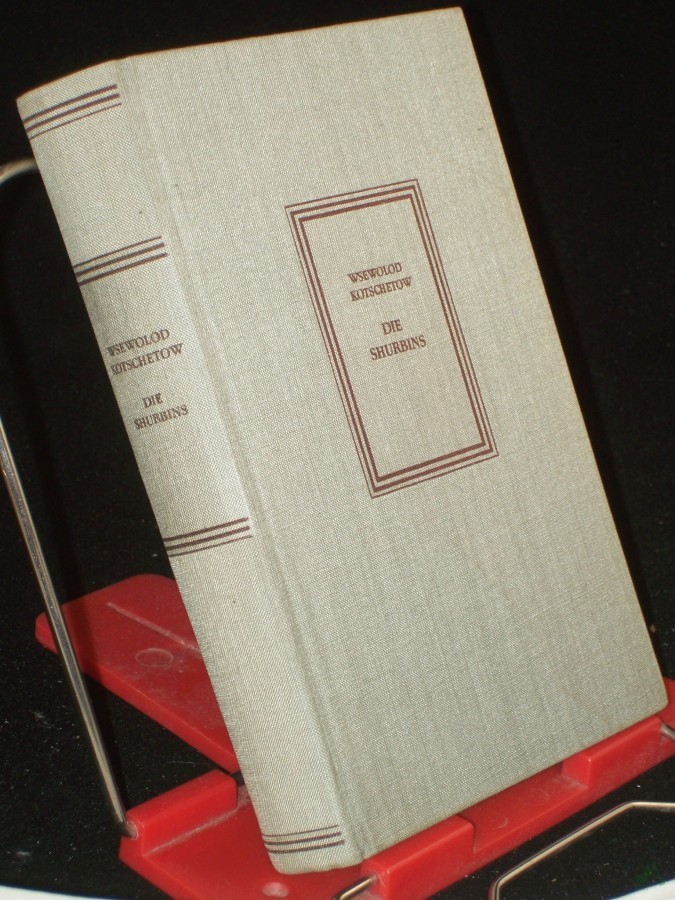 WSEWOLOD
KOTSCHETOW
DIE
SHURBINS
WSEWOLOD
KOTSCHETOW
DIE
SHURBINS